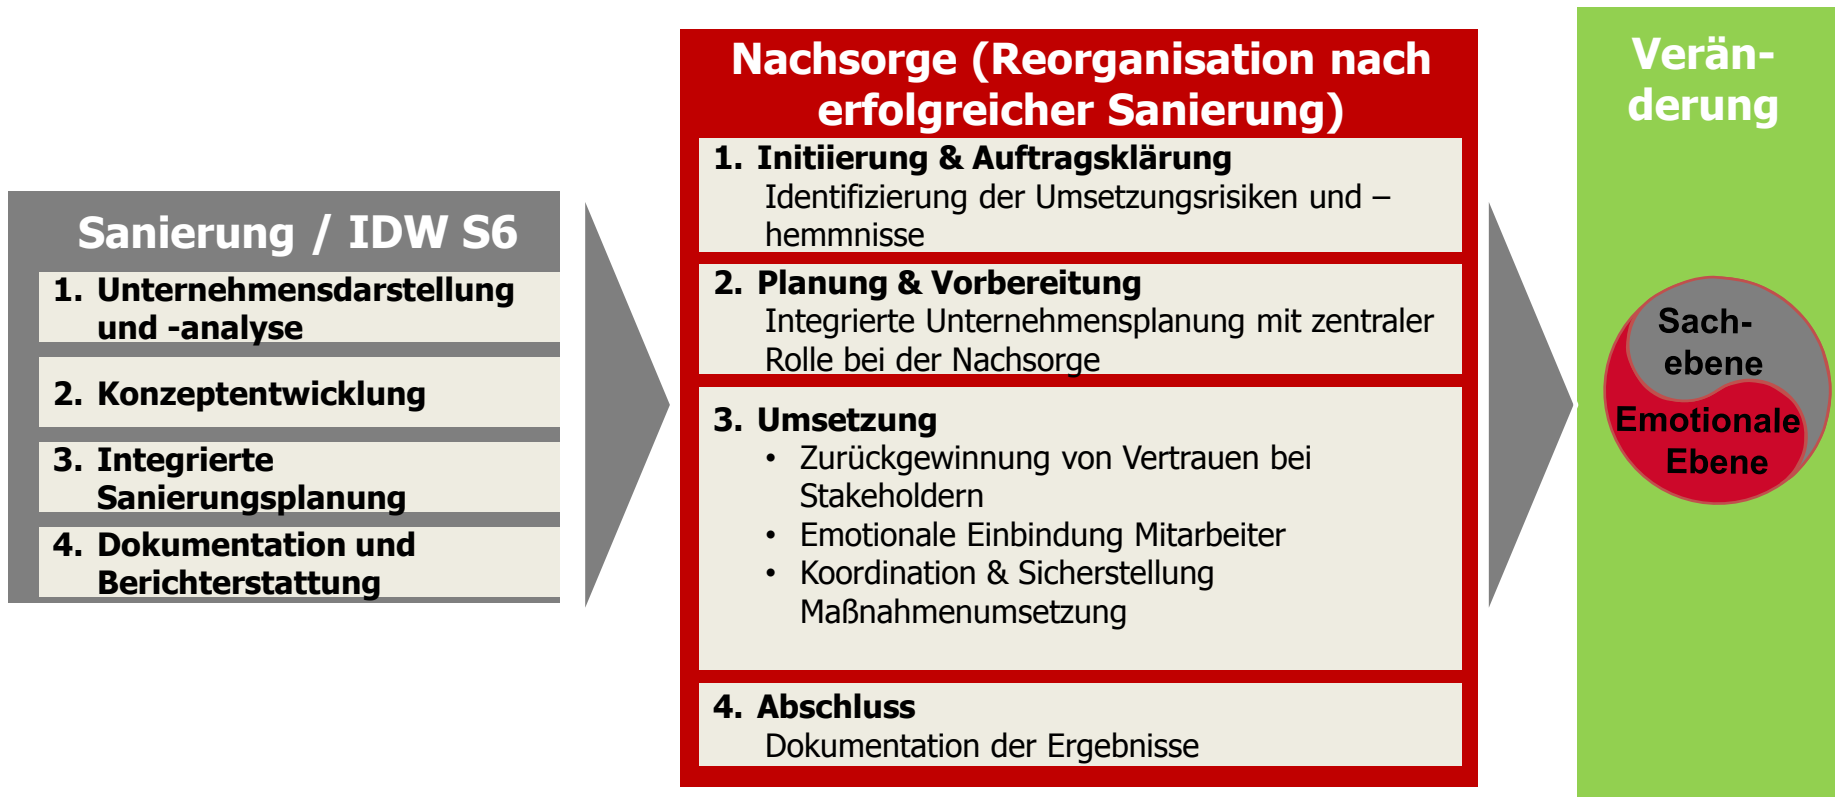 Sanierung / IDW S6
1. Unternehmensdarstellung
und -analyse
2. Konzeptentwicklung
3. Integrierte
Sanierungsplanung
4. Dokumentation und
Berichterstattung
Nachsorge (Reorganisation nach
erfolgreicher Sanierung)
1. Initiierung & Auftragsklärung
Identifizierung der Umsetzungsrisiken und –
hemmnisse
2. Planung & Vorbereitung
Integrierte Unternehmensplanung mit zentraler
Rolle bei der Nachsorge
3. Umsetzung
• Zurückgewinnung von Vertrauen bei
Stakeholdern
• Emotionale Einbindung Mitarbeiter
• Koordination & Sicherstellung
Maßnahmenumsetzung
4. Abschluss
Dokumentation der Ergebnisse
Verän-
derung
Sach-
ebene
Emotionale
Ebene